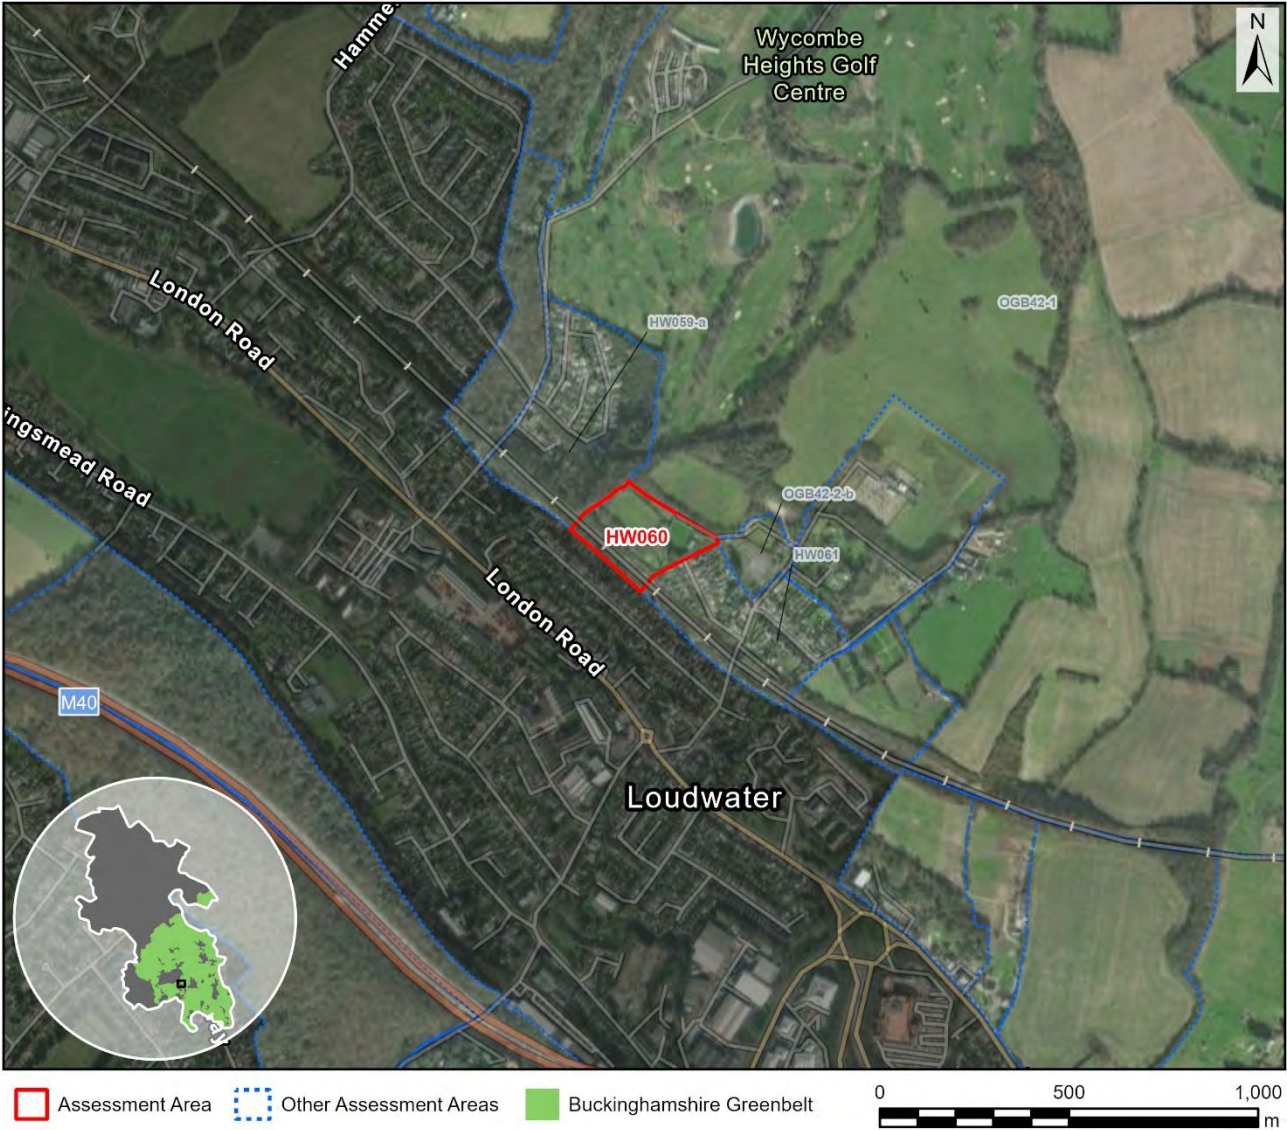 Hamme
Wycombe
Heights Golf
Centre
N
OGB42-1
London Road
HW059-a
ingsmead Road
OGB42-2-b
HW060
HW061
London Road
M40
Loudwater
Assessment Area
Other Assessment Areas
Buckinghamshire Greenbelt
0
500
1,000
m